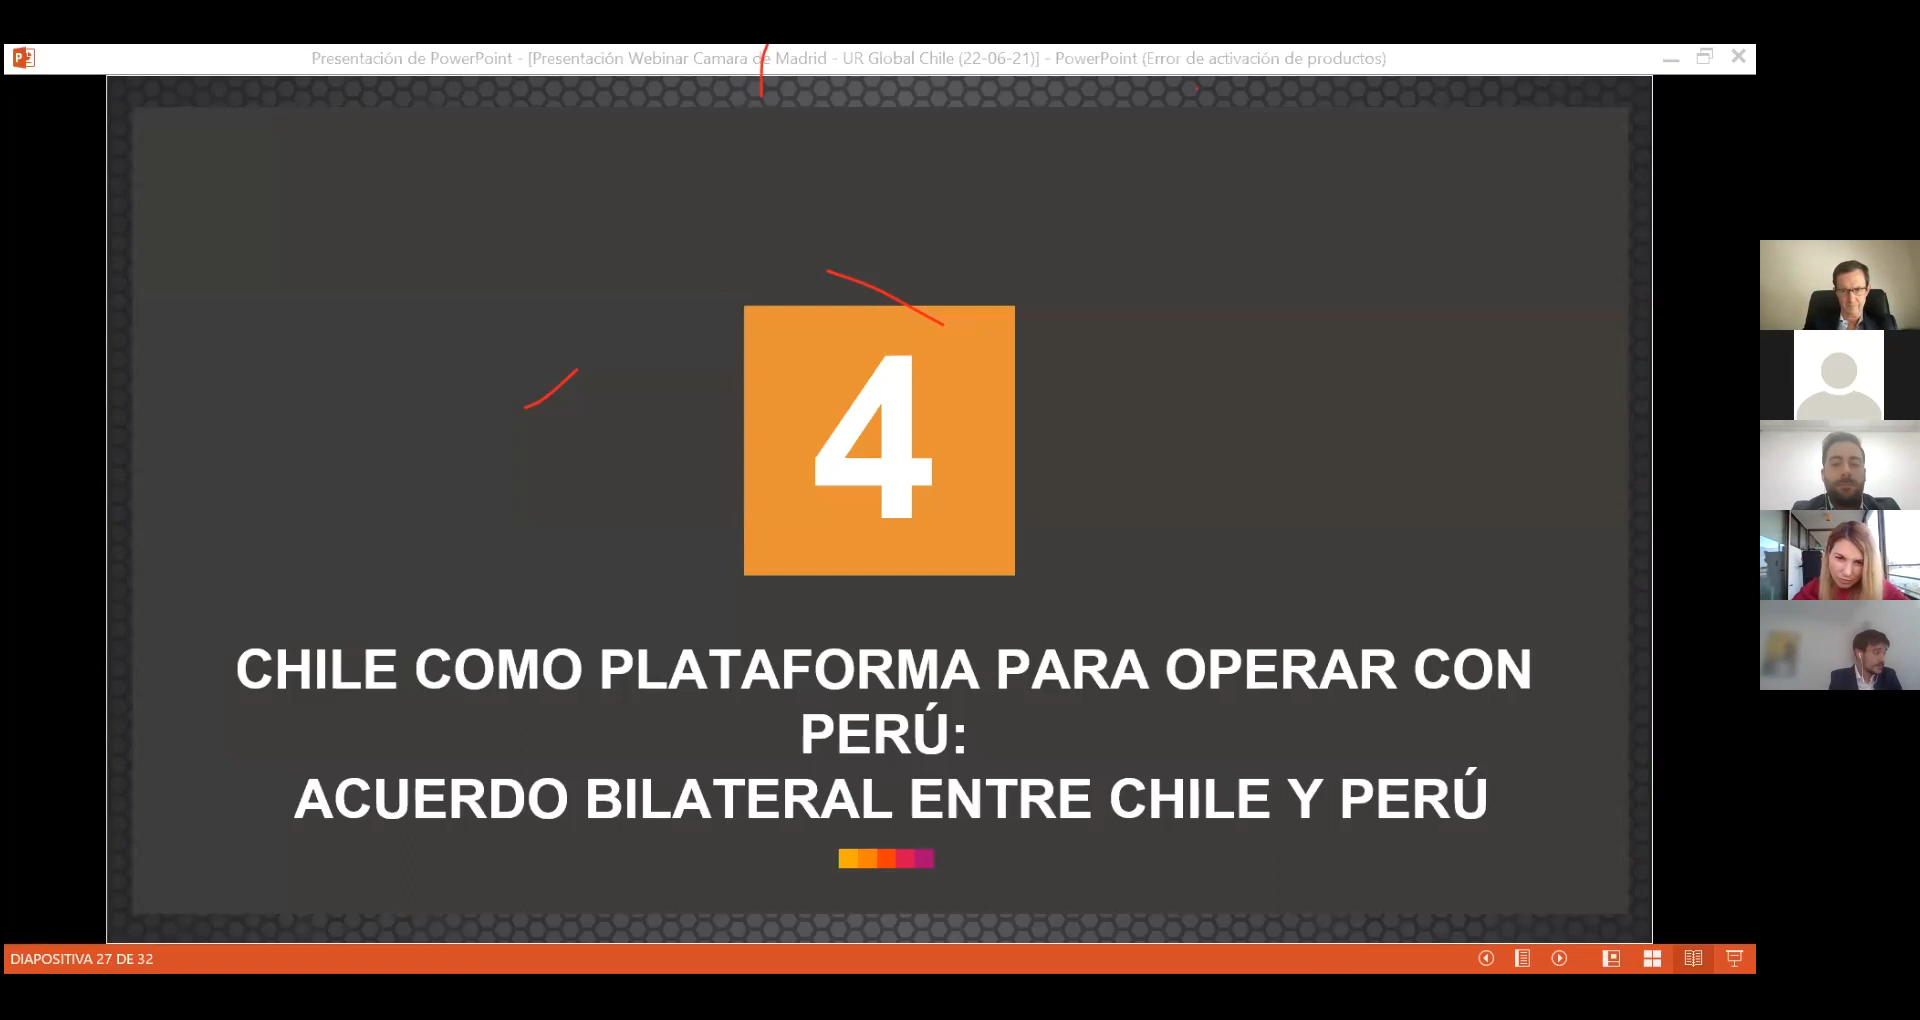 Presentación de PowerPoint - [Presentación Webinar Camara de Madrid - UR Global Chile (22-06-21)] - PowerPoint (Error de activación de productos)
4
CHILE COMO PLATAFORMA PARA OPERAR CON
PERÚ:
ACUERDO BILATERAL ENTRE CHILE Y PERÚ
DIAPOSITIVA 27 DE 32